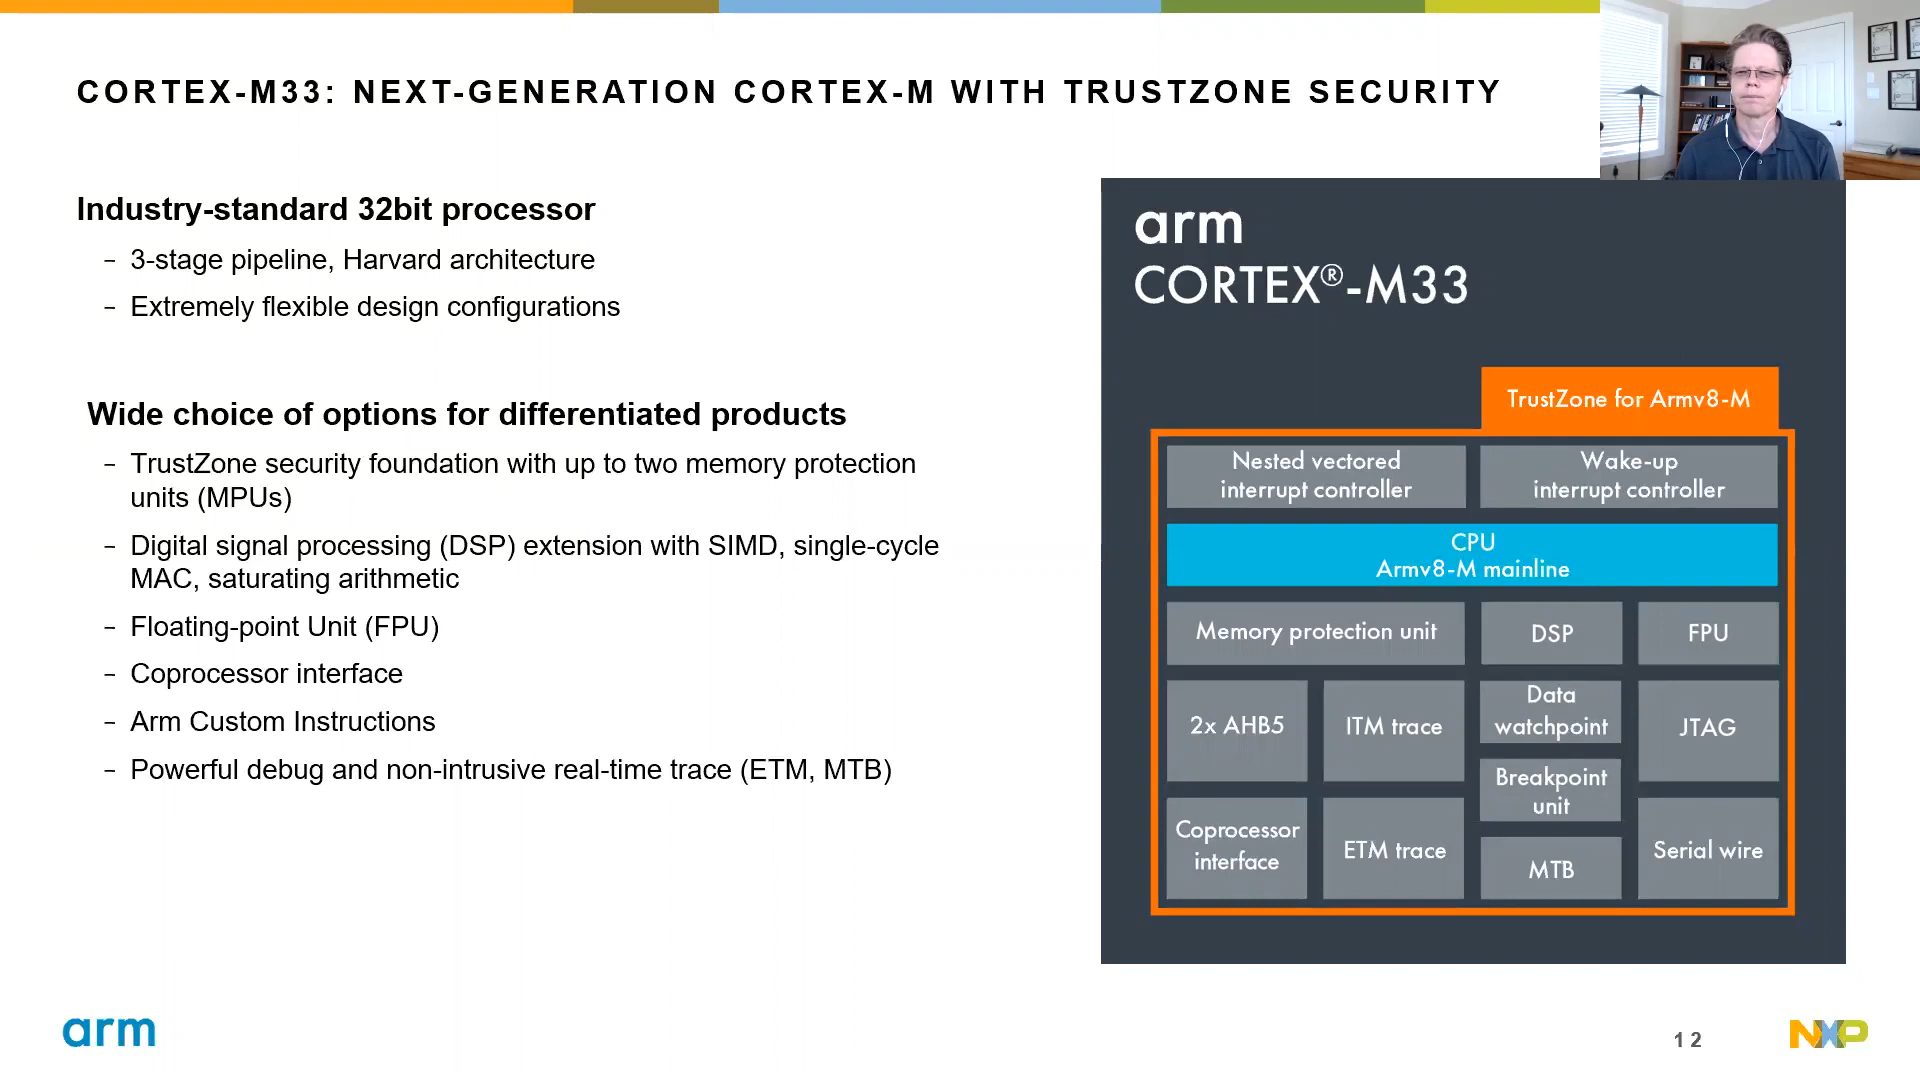 CORTEX-M33: NEXT-GENERATION CORTEX-M WITH TRUSTZONE SECURITY
Industry-standard 32bit processor
– 3-stage pipeline, Harvard architecture
– Extremely flexible design configurations
Wide choice of options for differentiated products
– TrustZone security foundation with up to two memory protection
units (MPUs)
– Digital signal processing (DSP) extension with SIMD, single-cycle
MAC, saturating arithmetic
– Floating-point Unit (FPU)
– Coprocessor interface
– Arm Custom Instructions
– Powerful debug and non-intrusive real-time trace (ETM, MTB)
arm
CORTEX®-M33
TrustZone for Armv8-M
Nested vectored
interrupt controller
Wake-up
interrupt controller
CPU
Armv8-M mainline
Memory protection unit
DSP
FPU
2x AHB5
ITM trace
Data
watchpoint
JTAG
Breakpoint
unit
Coprocessor
interface
ETM trace
MTB
Serial wire
arm
12
NXP